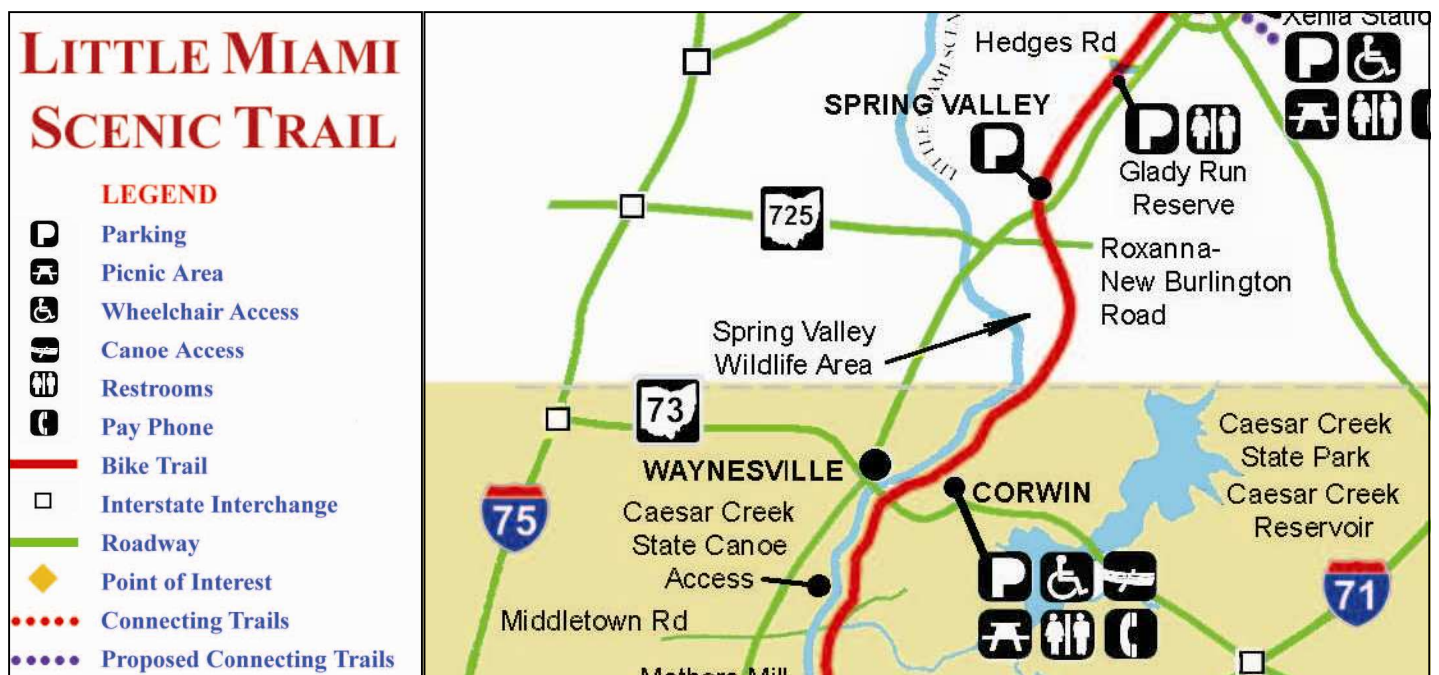 LITTLE MIAMI
SCENIC TRAIL
LEGEND
Parking
Picnic Area
Wheelchair Access
Canoe Access
Restrooms
Pay Phone
Bike Trail
Interstate Interchange
Roadway
Point of Interest
Connecting Trails
Proposed Connecting Trails
Hedges Rd
SPRING VALLEY
Glady Run
Reserve
725
Roxanna-
New Burlington
Road
Spring Valley
Wildlife Area
73
WAYNESVILLE
CORWIN
Caesar Creek
State Park
Caesar Creek
Reservoir
75
Caesar Creek
State Canoe
Access
71
Middletown Rd